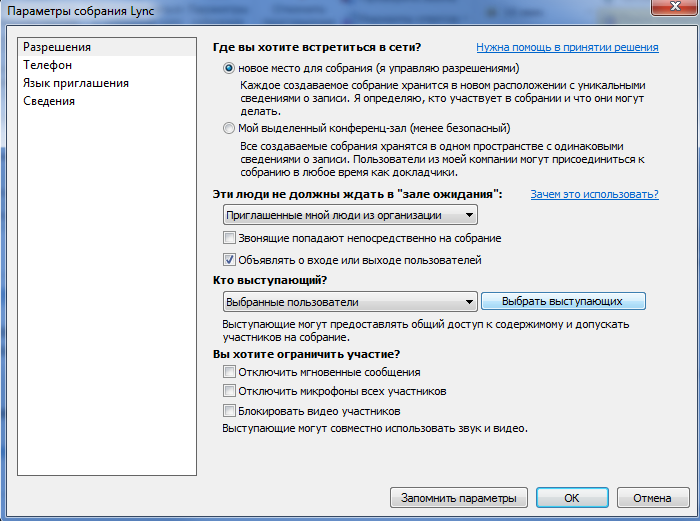 Параметры собрания Lync
Разрешения
Телефон
Язык приглашения
Сведения
Где вы хотите встретиться в сети?
Нужна помощь в принятии решения
новое место для собрания (я управляю разрешениями)
Каждое создаваемое собрание хранится в новом расположении с уникальными
сведениями о записи. Я определяю, кто участвует в собрании и что они могут
делать.
Мой выделенный конференц-зал (менее безопасный)
Все создаваемые собрания хранятся в одном пространстве с одинаковыми
сведениями о записи. Пользователи из моей компании могут присоединиться к
собранию в любое время как докладчики.
Эти люди не должны ждать в "зале ожидания":
Зачем это использовать?
Приглашенные мной люди из организации
Звонящие попадают непосредственно на собрание
Объявлять о входе или выходе пользователей
Кто выступающий?
Выбранные пользователи
Выбрать выступающих
Выступающие могут предоставлять общий доступ к содержимому и допускать
участников на собрание.
Вы хотите ограничить участие?
Отключить мгновенные сообщения
Отключить микрофоны всех участников
Блокировать видео участников
Выступающие могут совместно использовать звук и видео.
Запомнить параметры
OK
Отмена